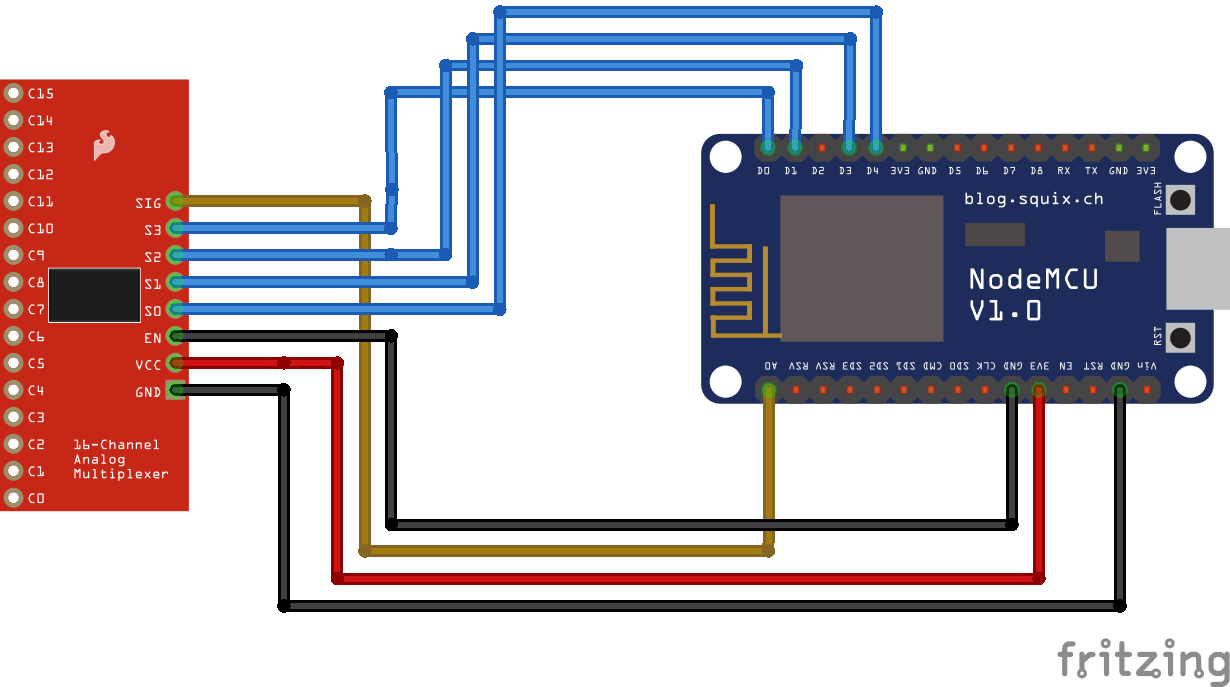 C15
C14
C13
C12
C11
C10
C9
C8
C7
C6
C5
C4
C3
C2
C1
C0
SIG
S3
S2
S1
S0
EN
VCC
GND
16-Channel
Analog
Multiplexer
D0 D1 D2 D3 D4 3V3 GND D5 D6 D7 D8 RX TX GND 3V3
blog.squix.ch
FLASH
NodeMCU
V1.0
RST
A0 RSV RSV SD3 SD2 SD1 CMD SD0 CLK GND 3V3 EN RST GND Vin
fritzing